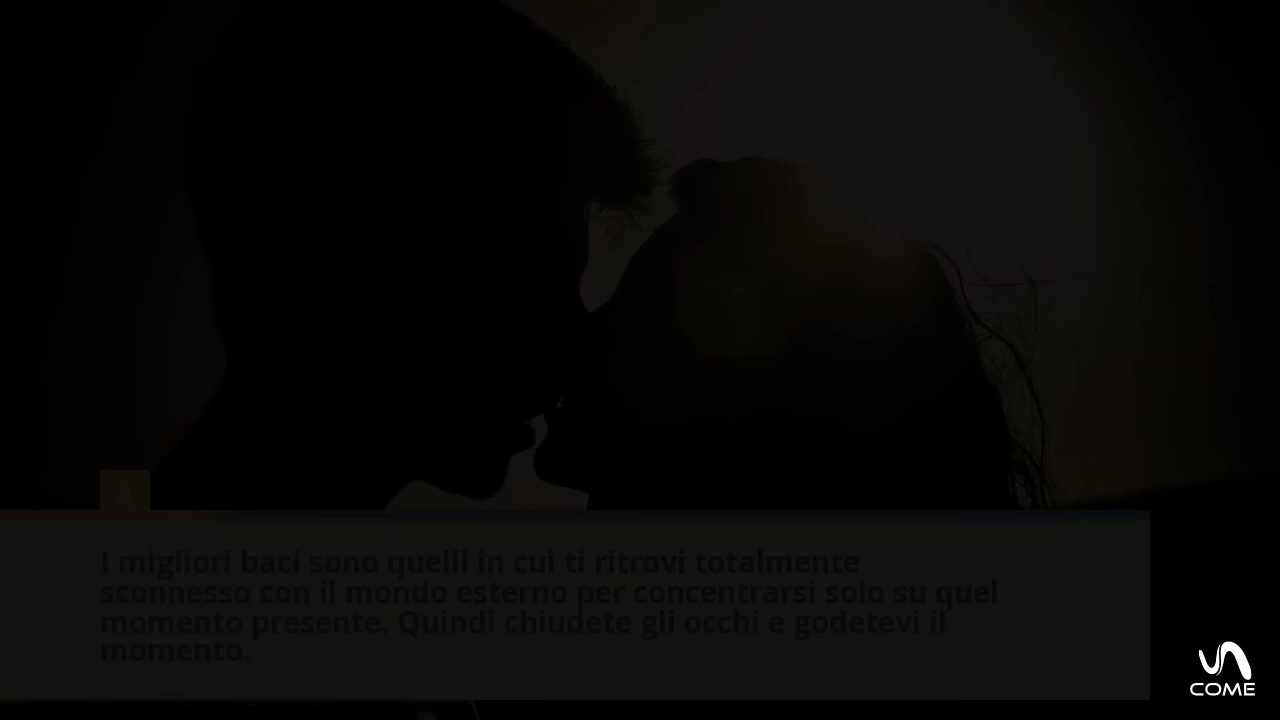 4
I migliori baci sono quelli in cui ti ritrovi totalmente
sconnesso con il mondo esterno per concentrarsi solo su quel
momento presente. Quindi chiudete gli occhi e godetevi il
momento.
COME